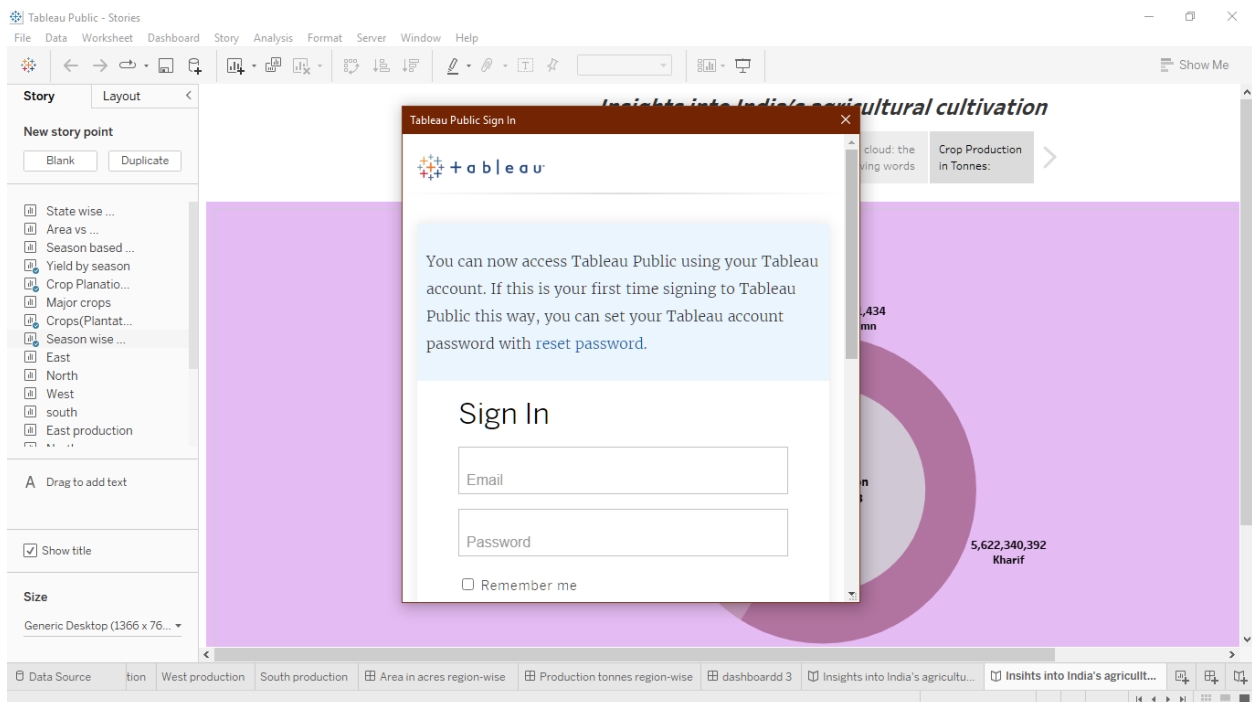 Tableau Public - Stories
File Data Worksheet Dashboard Story Analysis Format Server Window Help
Show Me
Story Layout
New story point
Blank Duplicate
State wise ...
Area vs ...
Season based ...
Yield by season
Crop Planatio...
Major crops
Crops(Plantat...
Season wise ...
East
North
West
south
East production
A Drag to add text
Show title
Size
Generic Desktop (1366 x 76...
Insights into India's agricultural cultivation
cloud: the
ving words
Crop Production
in Tonnes:
Tableau Public Sign In
tableau
You can now access Tableau Public using your Tableau
account. If this is your first time signing to Tableau
Public this way, you can set your Tableau account
password with reset password.
Sign In
Email
Password
Remember me
,434
mn
n
5,622,340,392
Kharif
Data Source tion West production South production Area in acres region-wise Production tonnes region-wise dashboardd 3 Insights into India's agricultu... Insihts into India's agricullt...